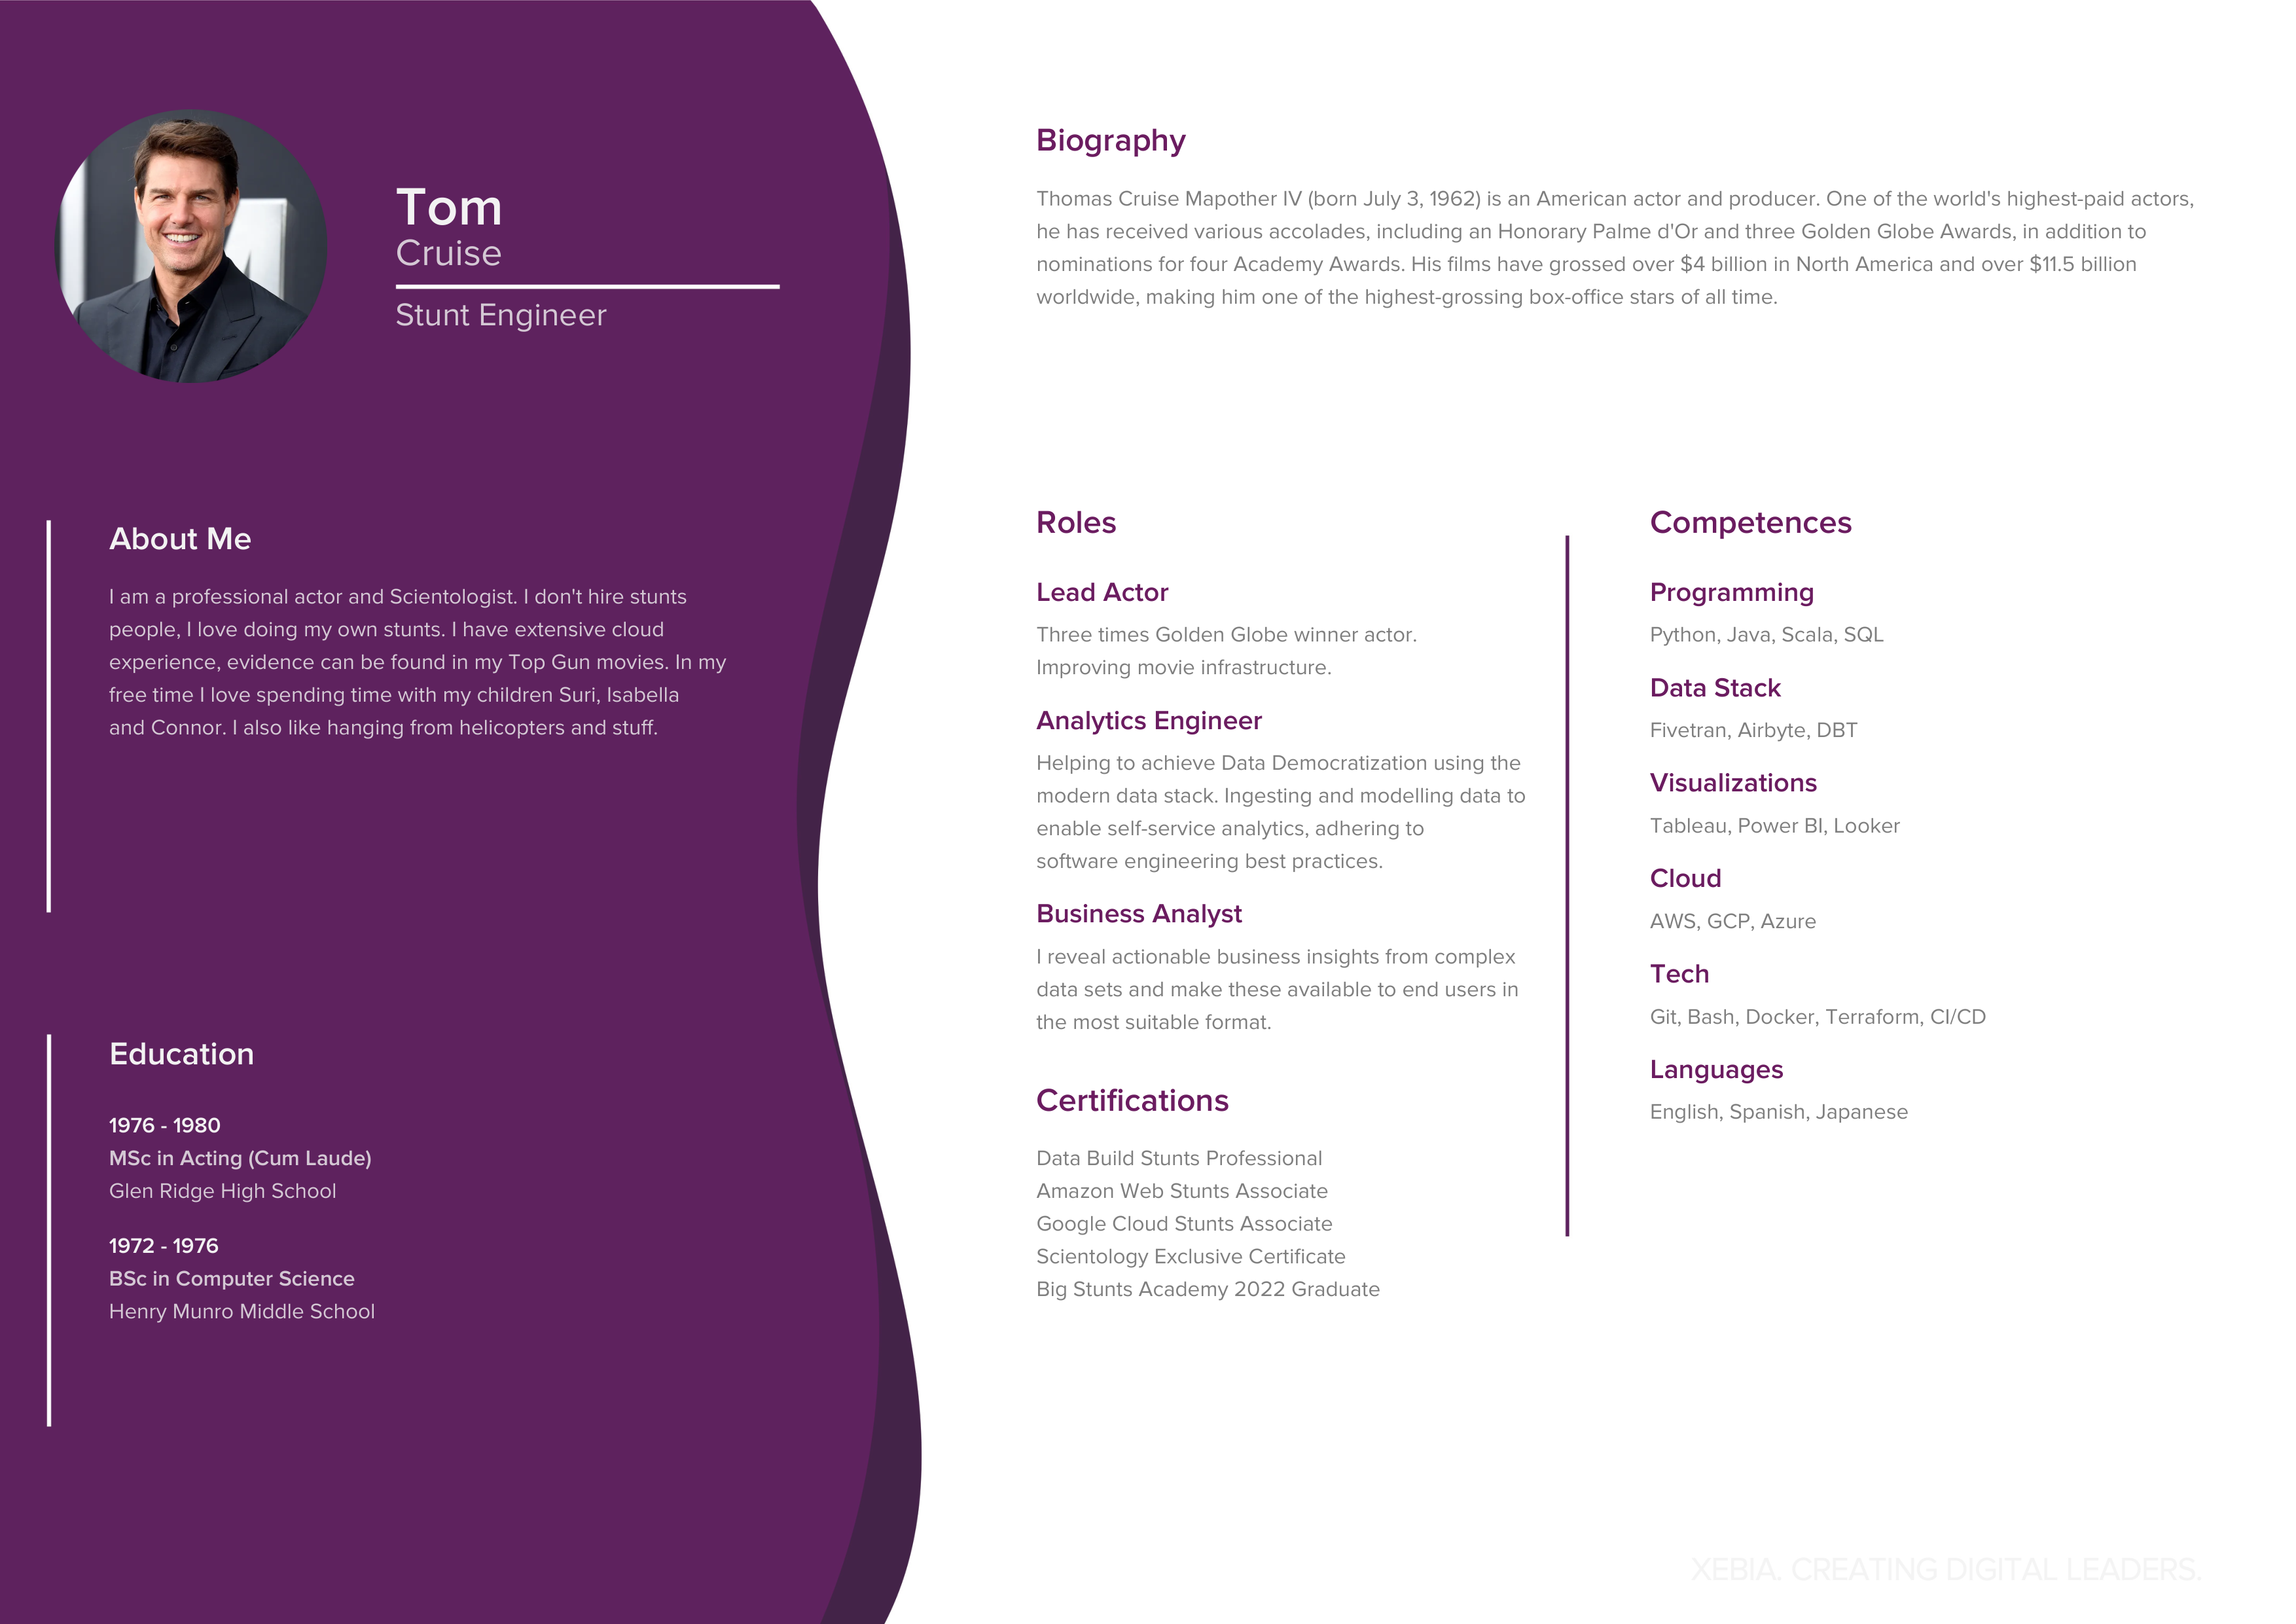 Tom
Cruise
Stunt Engineer
About Me
I am a professional actor and Scientologist. I don't hire stunts
people, I love doing my own stunts. I have extensive cloud
experience, evidence can be found in my Top Gun movies. In my
free time I love spending time with my children Suri, Isabella
and Connor. I also like hanging from helicopters and stuff.
Education
1976 - 1980
MSc in Acting (Cum Laude)
Glen Ridge High School
1972 - 1976
BSc in Computer Science
Henry Munro Middle School
Biography
Thomas Cruise Mapother IV (born July 3, 1962) is an American actor and producer. One of the world's highest-paid actors,
he has received various accolades, including an Honorary Palme d'Or and three Golden Globe Awards, in addition to
nominations for four Academy Awards. His films have grossed over $4 billion in North America and over $11.5 billion
worldwide, making him one of the highest-grossing box-office stars of all time.
Roles
Lead Actor
Three times Golden Globe winner actor.
Improving movie infrastructure.
Analytics Engineer
Helping to achieve Data Democratization using the
modern data stack. Ingesting and modelling data to
enable self-service analytics, adhering to
software engineering best practices.
Business Analyst
I reveal actionable business insights from complex
data sets and make these available to end users in
the most suitable format.
Certifications
Data Build Stunts Professional
Amazon Web Stunts Associate
Google Cloud Stunts Associate
Scientology Exclusive Certificate
Big Stunts Academy 2022 Graduate
Competences
Programming
Python, Java, Scala, SQL
Data Stack
Fivetran, Airbyte, DBT
Visualizations
Tableau, Power BI, Looker
Cloud
AWS, GCP, Azure
Tech
Git, Bash, Docker, Terraform, CI/CD
Languages
English, Spanish, Japanese
XEBIA. CREATING DIGITAL LEADERS.